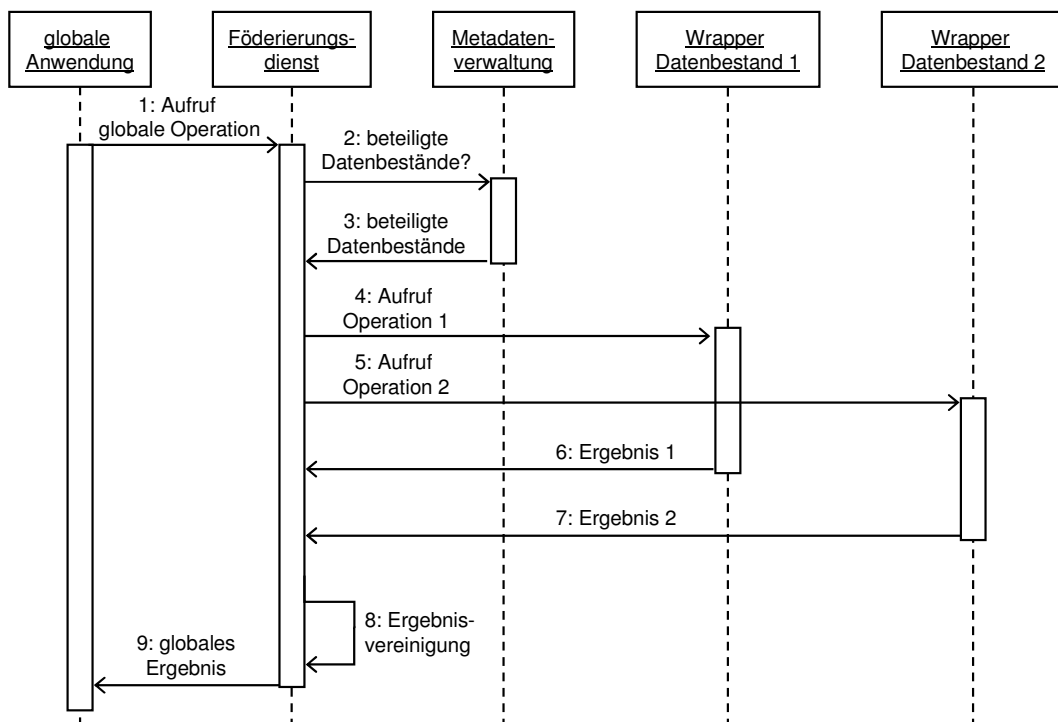 globale
Anwendung
Föderierungs-
dienst
Metadaten-
verwaltung
Wrapper
Datenbestand 1
Wrapper
Datenbestand 2
1: Aufruf
globale Operation
2: beteiligte
Datenbestände?
3: beteiligte
Datenbestände
4: Aufruf
Operation 1
5: Aufruf
Operation 2
6: Ergebnis 1
7: Ergebnis 2
8: Ergebnis-
vereinigung
9: globales
Ergebnis